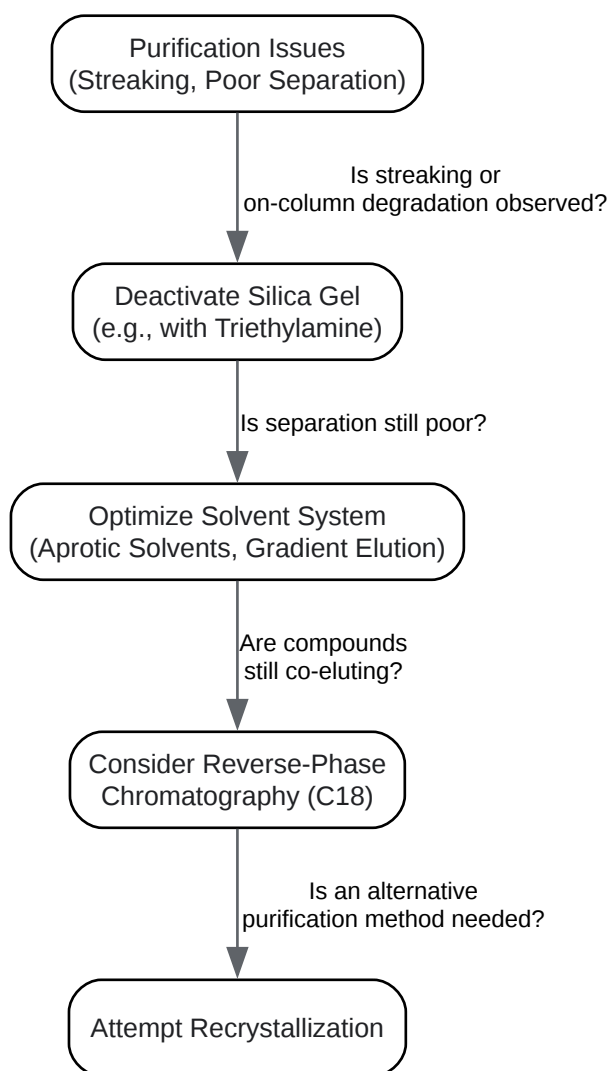 Purification Issues
(Streaking, Poor Separation)
Is streaking or
on-column degradation observed?
Deactivate Silica Gel
(e.g., with Triethylamine)
Is separation still poor?
Optimize Solvent System
(Aprotic Solvents, Gradient Elution)
Are compounds
still co-eluting?
Consider Reverse-Phase
Chromatography (C18)
Is an alternative
purification method needed?
Attempt Recrystallization